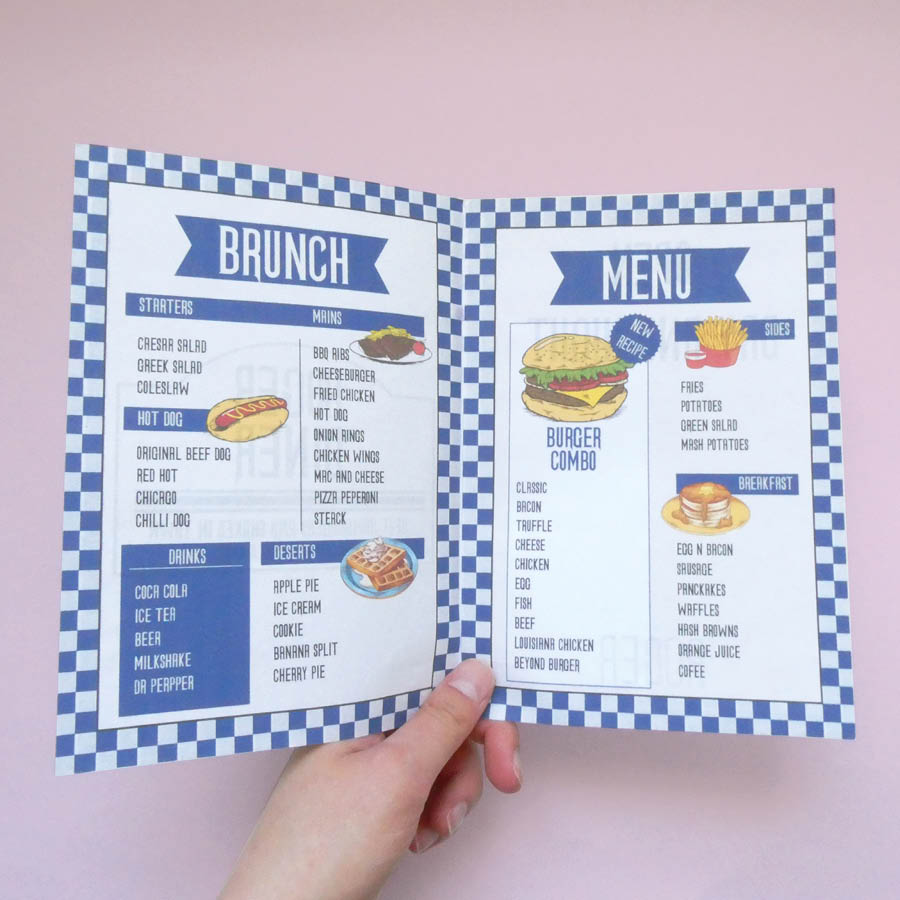 BRUNCH
STARTERS
MAINS
CAESAR SALAD
GREEK SALAD
COLESLAW
HOT DOG
ORIGINAL BEEF DOG
RED HOT
CHICAGO
CHILLI DOG
BBQ RIBS
CHEESEBURGER
FRIED CHICKEN
HOT DOG
ONION RINGS
CHICKEN WINGS
MAC AND CHEESE
PIZZA PEPERONI
STEACK
DRINKS
COCA COLA
ICE TEA
BEER
MILKSHAKE
DR PEAPPER
DESERTS
APPLE PIE
ICE CREAM
COOKIE
BANANA SPLIT
CHERRY PIE
MENU
NEW
RECIPE
BURGER
COMBO
CLASSIC
BACON
TRUFFLE
CHEESE
CHICKEN
EGG
FISH
BEEF
LOUISIANA CHICKEN
BEYOND BURGER
SIDES
FRIES
POTATOES
GREEN SALAD
MASH POTATOES
BREAKFAST
EGG N BACON
SAUSAGE
PANCKAKES
WAFFLES
HASH BROWNS
ORANGE JUICE
COFEE